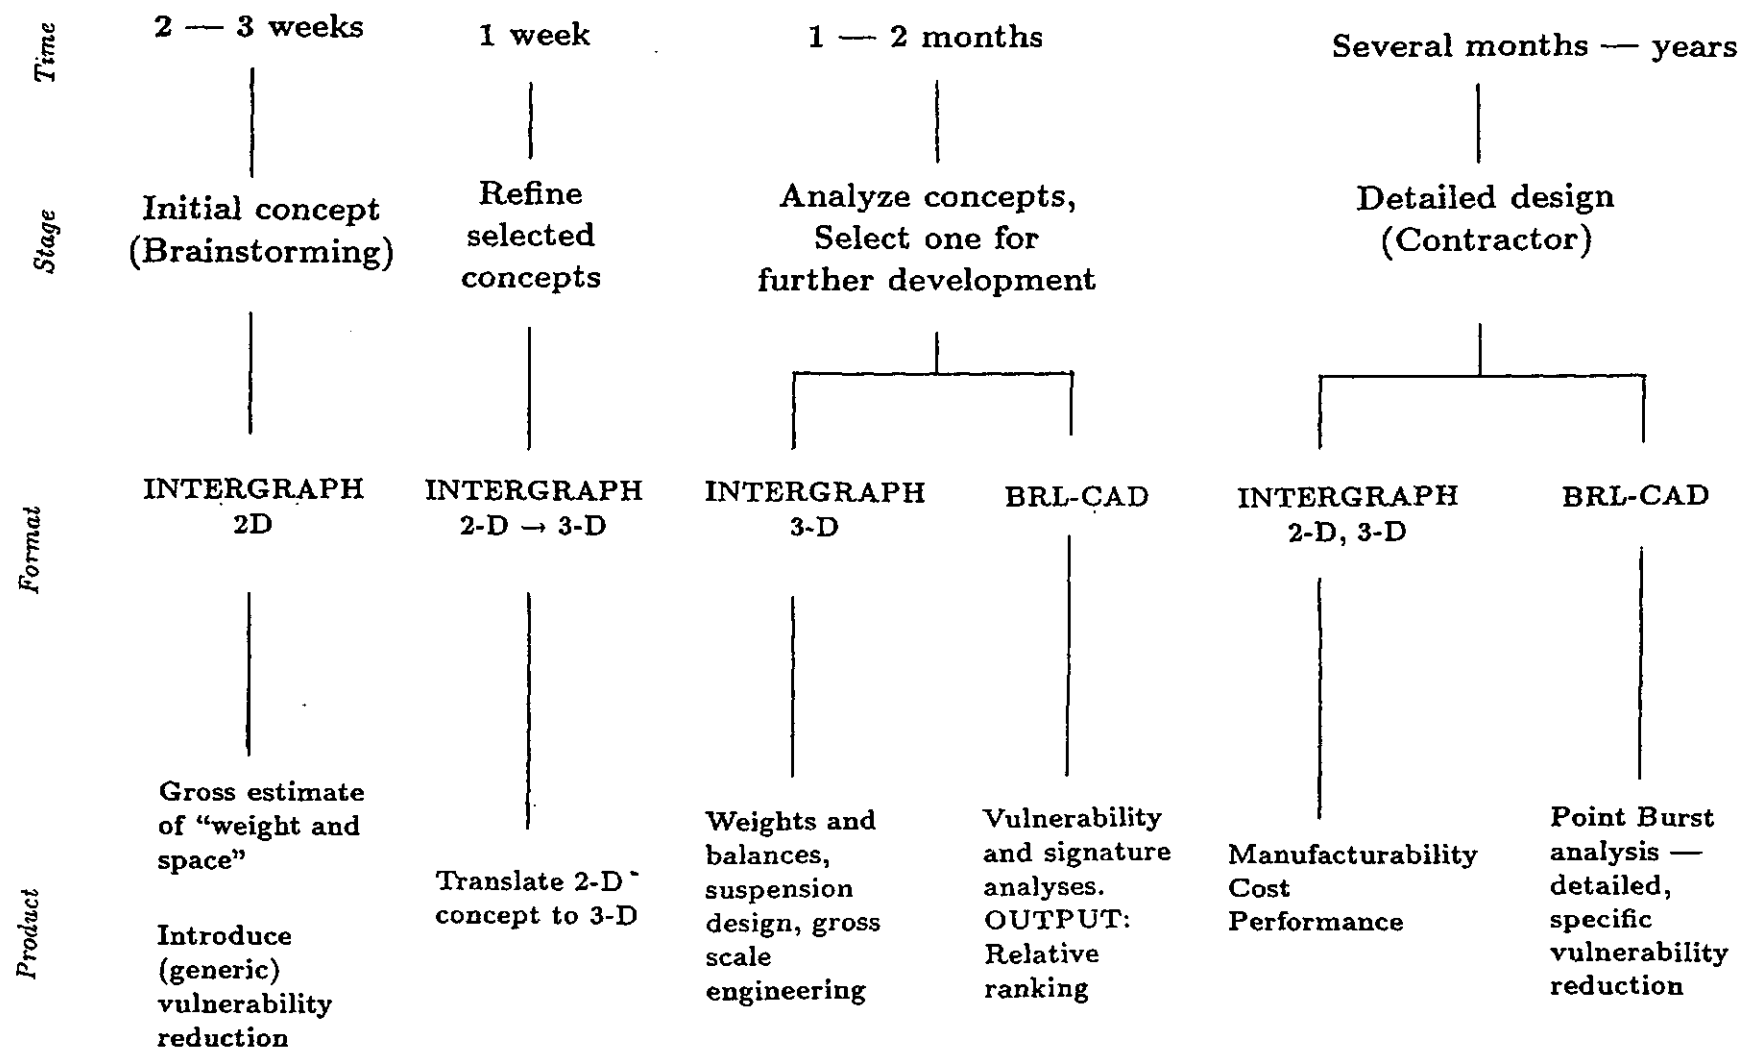 Time
2 — 3 weeks
1 week
1 — 2 months
Several months — years
Stage
Initial concept
(Brainstorming)
Refine
selected
concepts
Analyze concepts,
Select one for
further development
Detailed design
(Contractor)
Format
INTERGRAPH
2D
INTERGRAPH
2-D → 3-D
INTERGRAPH
3-D
BRL-CAD
INTERGRAPH
2-D, 3-D
BRL-CAD
Product
Gross estimate
of “weight and
space”
Introduce
(generic)
vulnerability
reduction
Translate 2-D
concept to 3-D
Weights and
balances,
suspension
design, gross
scale
engineering
Vulnerability
and signature
analyses.
OUTPUT:
Relative
ranking
Manufacturability
Cost
Performance
Point Burst
analysis —
detailed,
specific
vulnerability
reduction